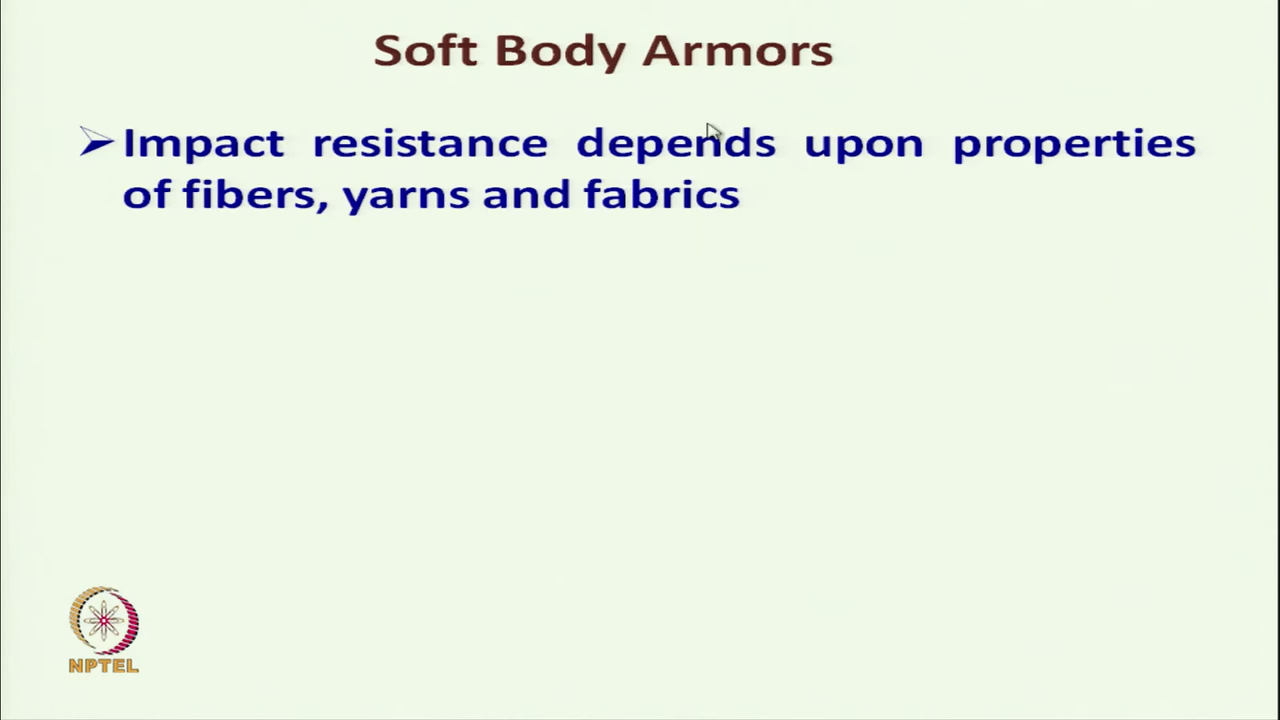 Soft Body Armors
Impact resistance depends upon properties
of fibers, yarns and fabrics
NPTEL